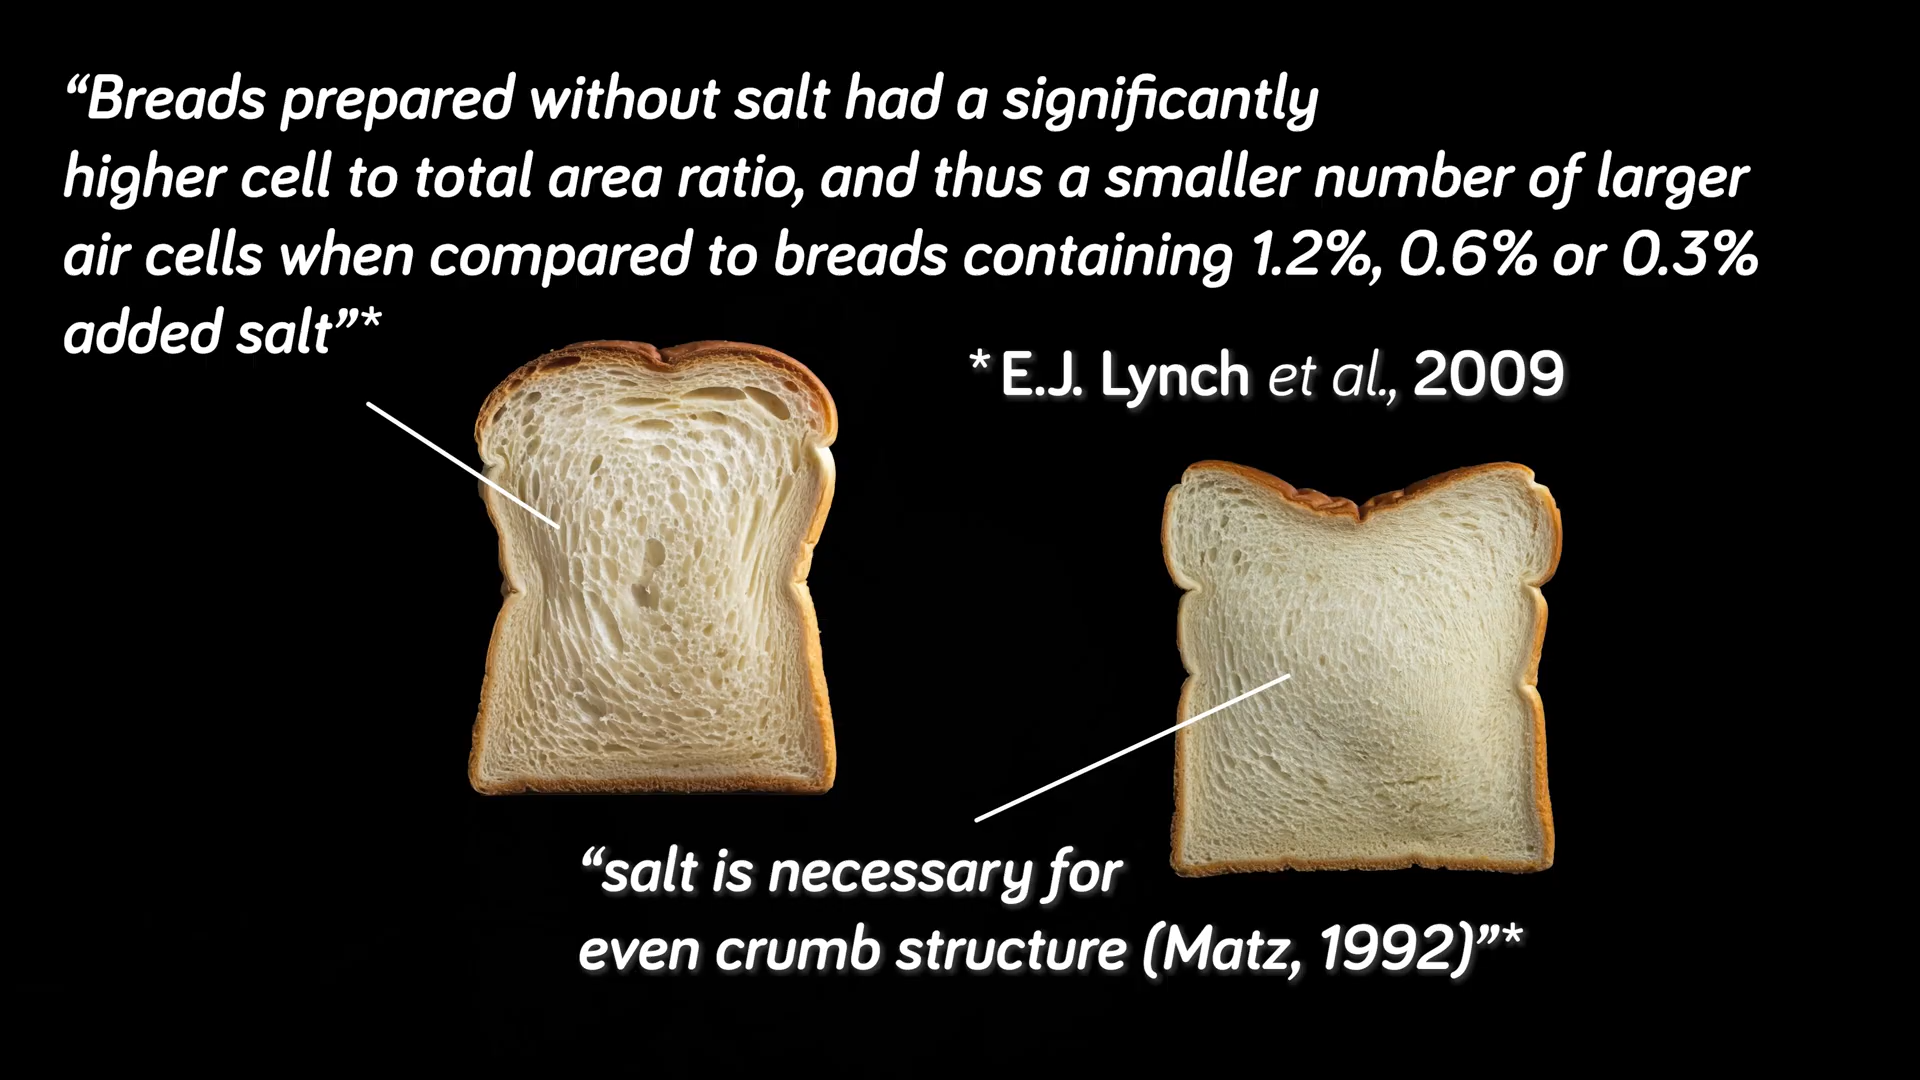 “Breads prepared without salt had a significantly
higher cell to total area ratio, and thus a smaller number of larger
air cells when compared to breads containing 1.2%, 0.6% or 0.3%
added salt”*
*E.J. Lynch et al., 2009
“salt is necessary for
even crumb structure (Matz, 1992)”*